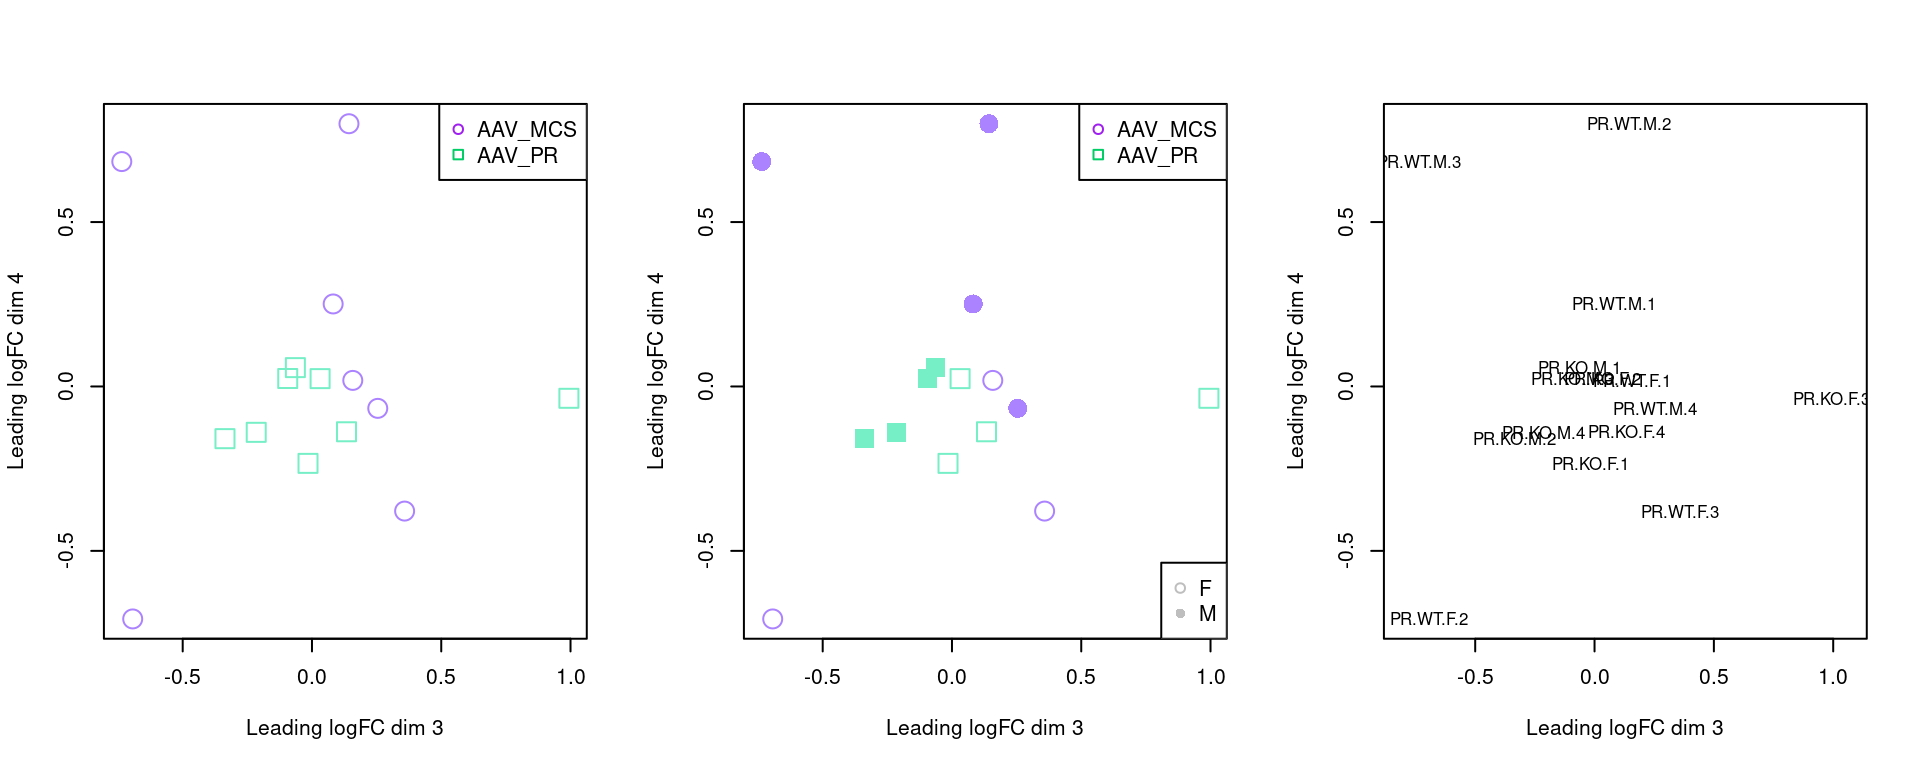 AAV_MCS
AAV_PR
0.5
0.0
-0.5
Leading logFC dim 4
-0.5
0.0
0.5
1.0
Leading logFC dim 3
AAV_MCS
AAV_PR
F
M
0.5
0.0
-0.5
Leading logFC dim 4
-0.5
0.0
0.5
1.0
Leading logFC dim 3
PR.WT.M.2
PR.WT.M.3
PR.WT.M.1
PR.KO.M.1
PR.WT.F.1
PR.KO.F.3
PR.WT.M.4
PR.KO.M.4
PR.KO.F.4
PR.KO.M.2
PR.KO.F.1
PR.WT.F.3
PR.WT.F.2
0.5
0.0
-0.5
Leading logFC dim 4
-0.5
0.0
0.5
1.0
Leading logFC dim 3